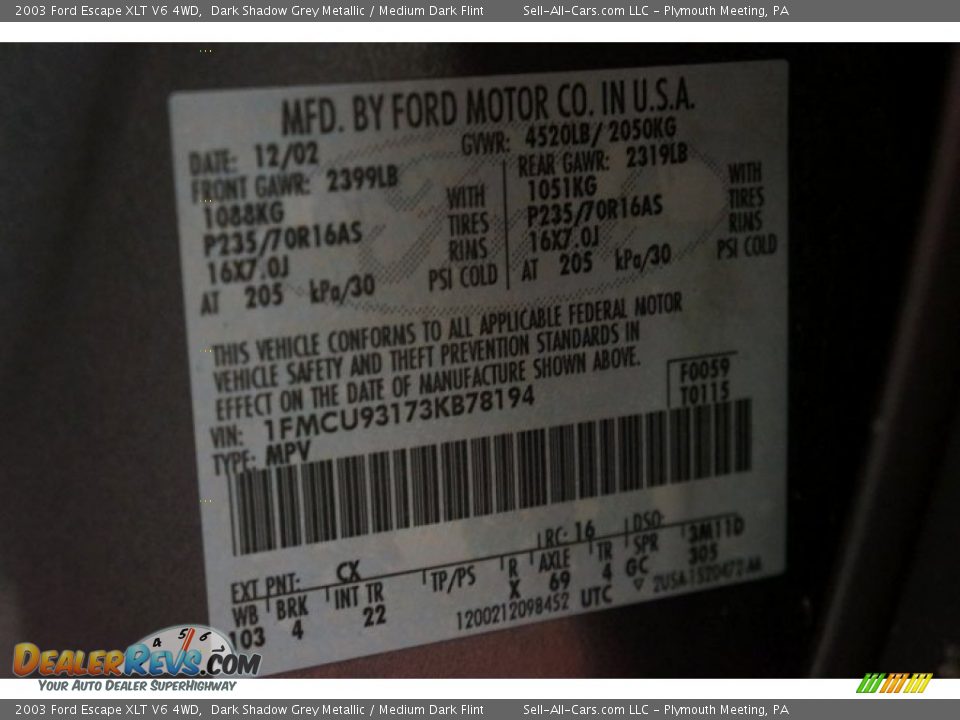 2003 Ford Escape XLT V6 4WD, Dark Shadow Grey Metallic / Medium Dark Flint Sell-All-Cars.com LLC - Plymouth Meeting, PA
MFD. BY FORD MOTOR CO. IN U.S.A.
DATE: 12/02 GVWR: 4520LB/ 2050KG
FRONT GAWR: 2399LB REAR GAWR: 2319LB
1088KG WITH 1051KG WITH
P235/70R16AS TIRES P235/70R16AS TIRES
16X7.0J RINS 16X7.0J RINS
AT 205 kPa/30 PSI COLD AT 205 kPa/30 PSI COLD
THIS VEHICLE CONFORMS TO ALL APPLICABLE FEDERAL MOTOR
VEHICLE SAFETY AND THEFT PREVENTION STANDARDS IN
EFFECT ON THE DATE OF MANUFACTURE SHOWN ABOVE.
F0059
VIN: 1FMCU93173KB78194 T0115
TYPE: MPV
EXT PNT: CX RC: 16 DSO:
WB BRK INT TR TP/PS R AXLE TR SPR 3M11D
103 4 22 X 69 4 GC 305
1200212098452 UTC
DEALERREVS.COM
4 5 6
YOUR AUTO DEALER SUPERHIGHWAY
2003 Ford Escape XLT V6 4WD, Dark Shadow Grey Metallic / Medium Dark Flint Sell-All-Cars.com LLC - Plymouth Meeting, PA